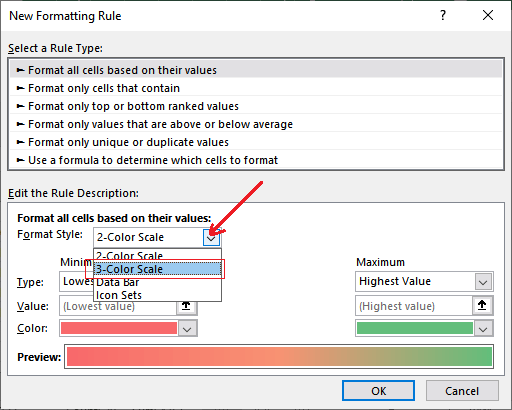 New Formatting Rule
Select a Rule Type:
► Format all cells based on their values
► Format only cells that contain
► Format only top or bottom ranked values
► Format only values that are above or below average
► Format only unique or duplicate values
► Use a formula to determine which cells to format
Edit the Rule Description:
Format all cells based on their values:
Format Style: 2-Color Scale
2-Color Scale
3-Color Scale
Data Bar
Icon Sets
Maximum
Type: Highest Value
Value: (Lowest value) (Highest value)
Color:
Preview:
OK Cancel